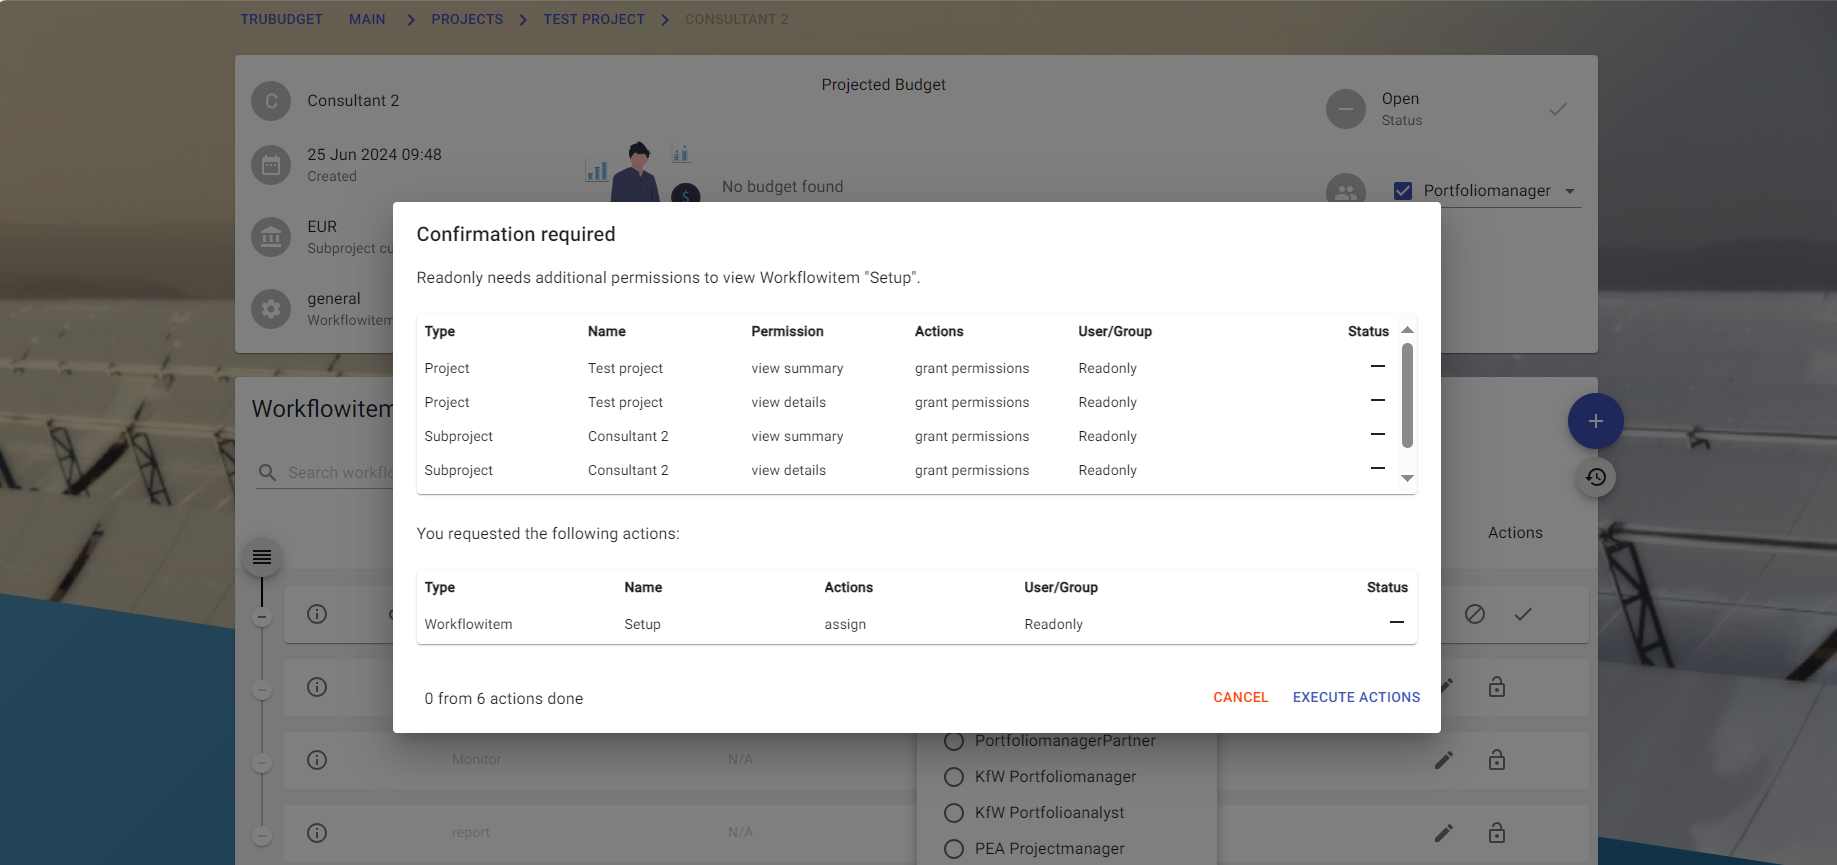 TRUBUDGET MAIN PROJECTS TEST PROJECT CONSULTANT 2
Projected Budget
C Consultant 2
Open
Status
25 Jun 2024 09:48
Created
No budget found
Portfoliomanager
EUR
Subproject cu
general
Workflowitem
Confirmation required
Readonly needs additional permissions to view Workflowitem "Setup".
Type Name Permission Actions User/Group Status
Project Test project view summary grant permissions Readonly
Project Test project view details grant permissions Readonly
Subproject Consultant 2 view summary grant permissions Readonly
Subproject Consultant 2 view details grant permissions Readonly
You requested the following actions:
Type Name Actions User/Group Status
Workflowitem Setup assign Readonly
0 from 6 actions done
CANCEL EXECUTE ACTIONS
Workflowitem
Search workflo
Actions
Monitor N/A
report N/A
PortfoliomanagerPartner
KfW Portfoliomanager
KfW Portfolioanalyst
PEA Projectmanager